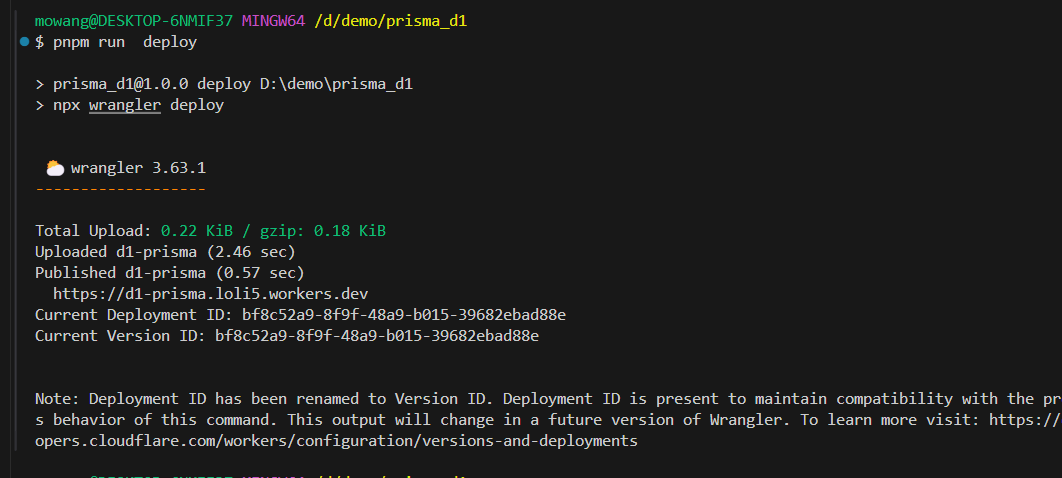 mowang@DESKTOP-6NMIF37 MINGW64 /d/demo/prisma_d1
$ pnpm run  deploy
> prisma_d1@1.0.0 deploy D:\demo\prisma_d1
> npx wrangler deploy
wrangler 3.63.1
-------------------
Total Upload: 0.22 KiB / gzip: 0.18 KiB
Uploaded d1-prisma (2.46 sec)
Published d1-prisma (0.57 sec)
https://d1-prisma.loli5.workers.dev
Current Deployment ID: bf8c52a9-8f9f-48a9-b015-39682ebad88e
Current Version ID: bf8c52a9-8f9f-48a9-b015-39682ebad88e
Note: Deployment ID has been renamed to Version ID. Deployment ID is present to maintain compatibility with the pr
s behavior of this command. This output will change in a future version of Wrangler. To learn more visit: https://
opers.cloudflare.com/workers/configuration/versions-and-deployments